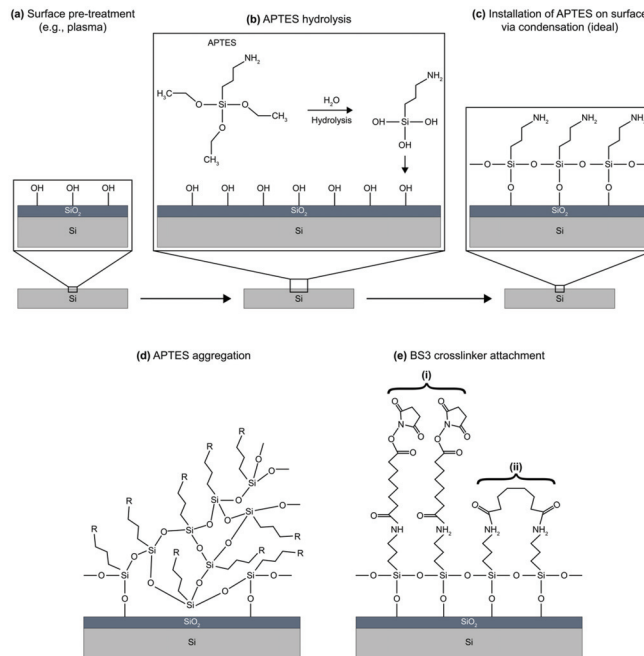 (a) Surface pre-treatment
(e.g., plasma)
(b) APTES hydrolysis
(c) Installation of APTES on surface
via condensation (ideal)
APTES
NH2
H3C
O
Si
O
CH3
O
CH3
H2O
Hydrolysis
NH2
OH
Si
OH
OH
OH OH OH
SiO2
Si
OH OH OH OH OH OH OH
SiO2
Si
NH2 NH2 NH2
O Si O Si O Si O
O O O
SiO2
Si
Si
Si
Si
(d) APTES aggregation
R
R
O
O
R
Si
O
R
Si
O
O
Si
O
R
O
Si
O
R
R
Si
O
O
R
R
O
Si
O
Si
O
Si
O
R
Si
O
Si
O
O
O
SiO2
Si
(e) BS3 crosslinker attachment
(i)
O N O O N O
O O
O O
(ii)
O O
O O
NH NH2 NH2 NH2
Si O Si O Si O Si
O O O O
SiO2
Si